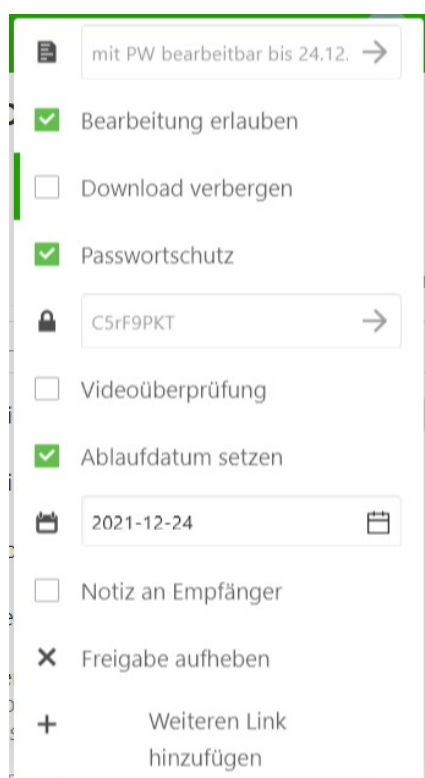 mit PW bearbeitbar bis 24.12.
Bearbeitung erlauben
Download verbergen
Passwortschutz
C5rF9PKT
Videoüberprüfung
Ablaufdatum setzen
2021-12-24
Notiz an Empfänger
Freigabe aufheben
Weiteren Link
hinzufügen